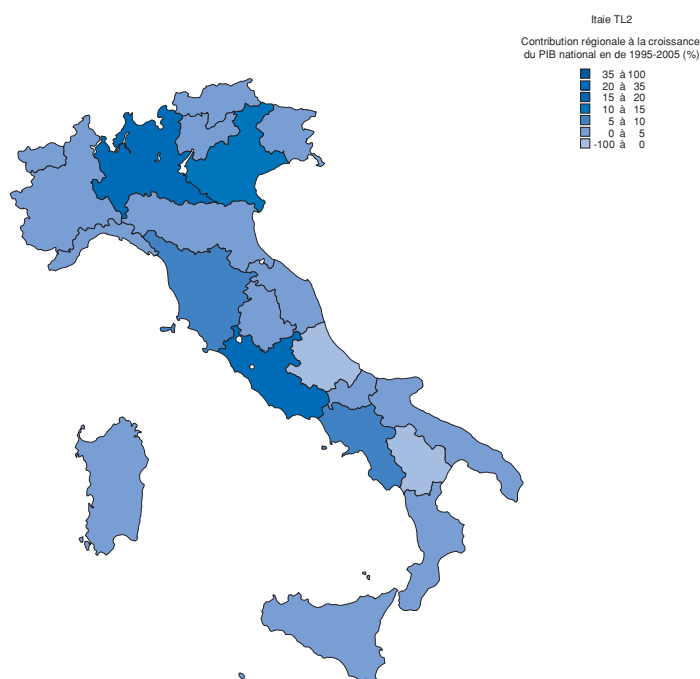 Itaie TL2
Contribution régionale à la croissance
du PIB national en de 1995-2005 (%)
35 à 100
20 à 35
15 à 20
10 à 15
5 à 10
0 à 5
-100 à 0